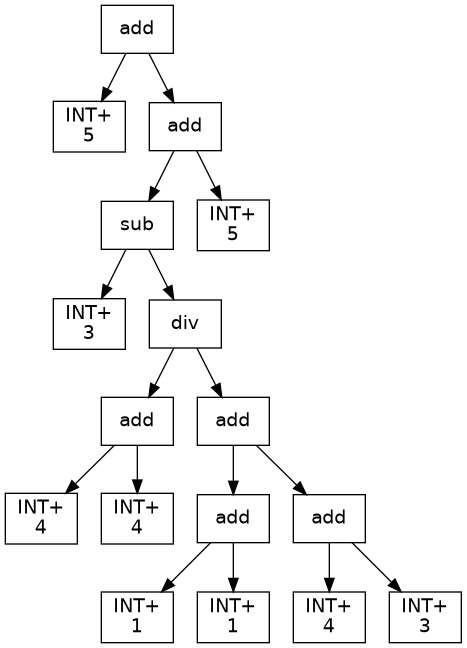 add
INT+
5
add
sub
INT+
5
INT+
3
div
add
add
INT+
4
INT+
4
add
add
INT+
1
INT+
1
INT+
4
INT+
3